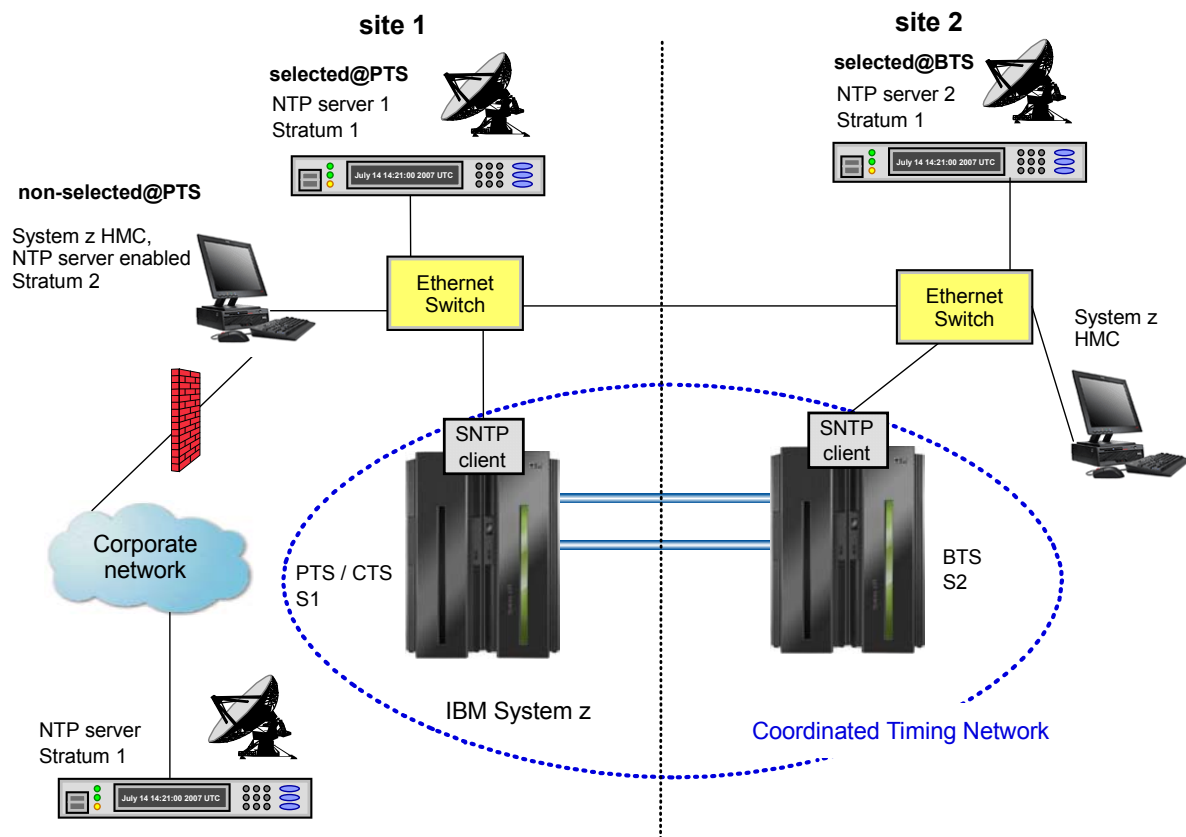 site 1
site 2
selected@PTS
NTP server 1
Stratum 1
July 14 14:21:00 2007 UTC
selected@BTS
NTP server 2
Stratum 1
July 14 14:21:00 2007 UTC
non-selected@PTS
System z HMC,
NTP server enabled
Stratum 2
Ethernet
Switch
Ethernet
Switch
System z
HMC
SNTP
client
SNTP
client
Corporate
network
PTS / CTS
S1
BTS
S2
IBM System z
Coordinated Timing Network
NTP server
Stratum 1
July 14 14:21:00 2007 UTC